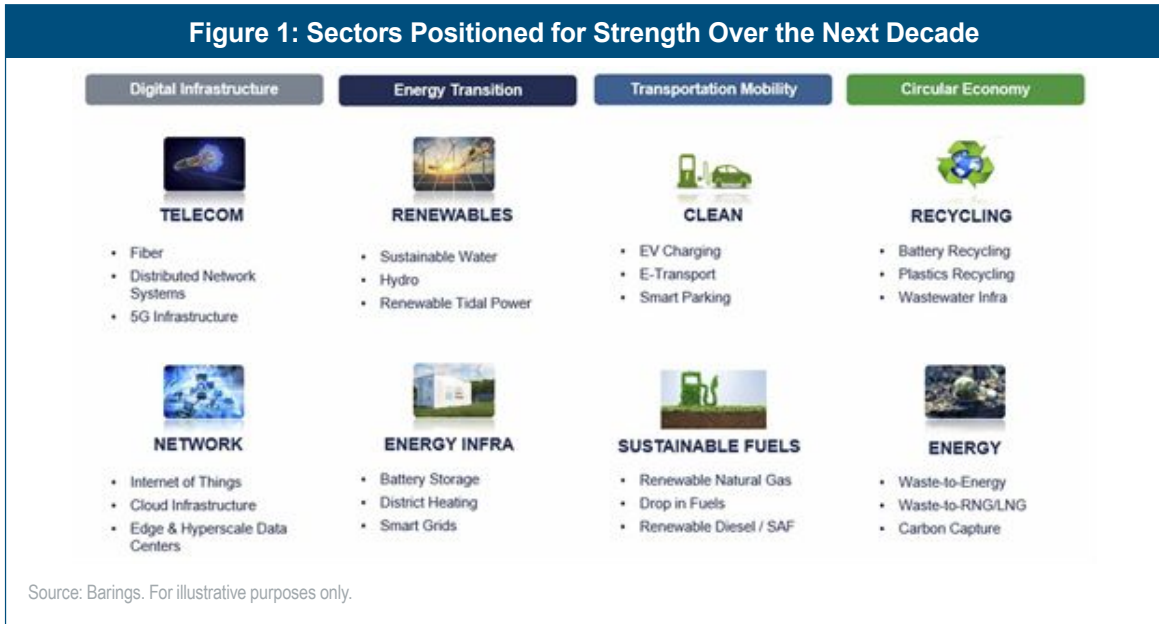 Figure 1: Sectors Positioned for Strength Over the Next Decade
Digital Infrastructure
Energy Transition
Transportation Mobility
Circular Economy
TELECOM
• Fiber
• Distributed Network
Systems
• 5G Infrastructure
RENEWABLES
• Sustainable Water
• Hydro
• Renewable Tidal Power
CLEAN
• EV Charging
• E-Transport
• Smart Parking
RECYCLING
• Battery Recycling
• Plastics Recycling
• Wastewater Infra
NETWORK
• Internet of Things
• Cloud Infrastructure
• Edge & Hyperscale Data
Centers
ENERGY INFRA
• Battery Storage
• District Heating
• Smart Grids
SUSTAINABLE FUELS
• Renewable Natural Gas
• Drop in Fuels
• Renewable Diesel / SAF
ENERGY
• Waste-to-Energy
• Waste-to-RNG/LNG
• Carbon Capture
Source: Barings. For illustrative purposes only.